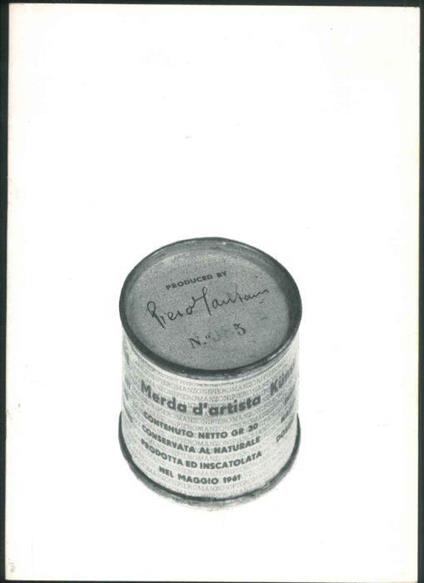 PRODUCED BY
Piero Manzoni
Merda d'artista
CONTENUTO NETTO GR 30
CONSERVATA AL NATURALE
PRODOTTA ED INSCATOLATA
NEL MAGGIO 1961